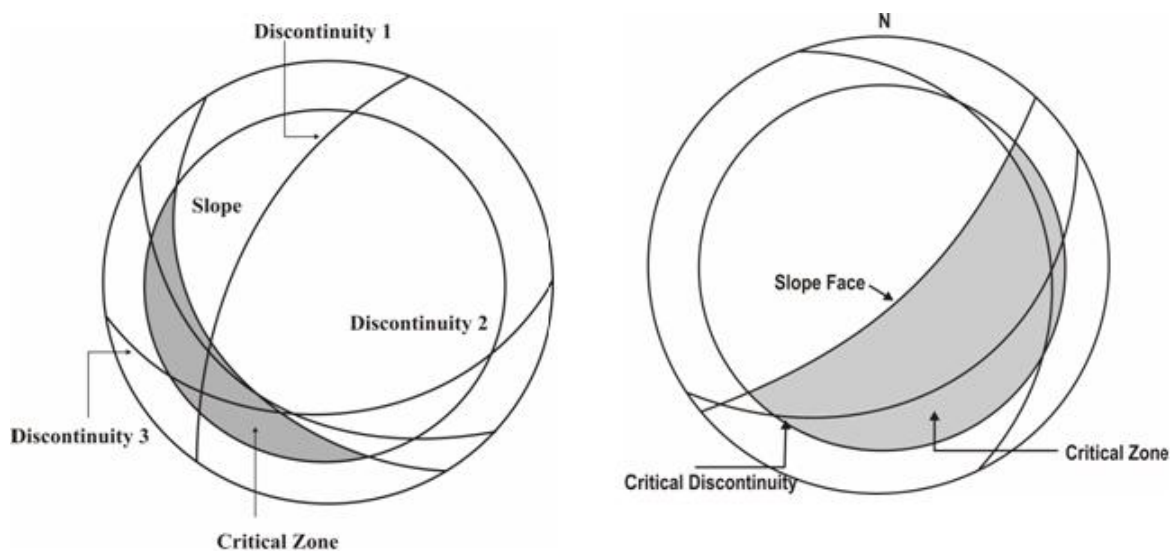 Discontinuity 1
Slope
Discontinuity 2
Discontinuity 3
Critical Zone
N
Slope Face
Critical Zone
Critical Discontinuity